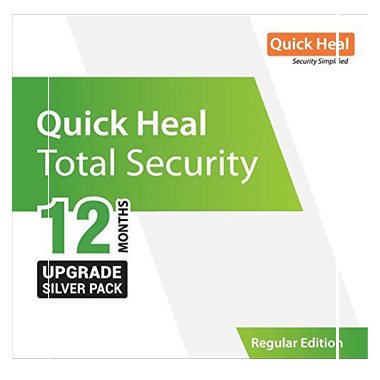 Quick Heal
Security Simplified
Quick Heal
Total Security
12
MONTHS
UPGRADE
SILVER PACK
Regular Edition